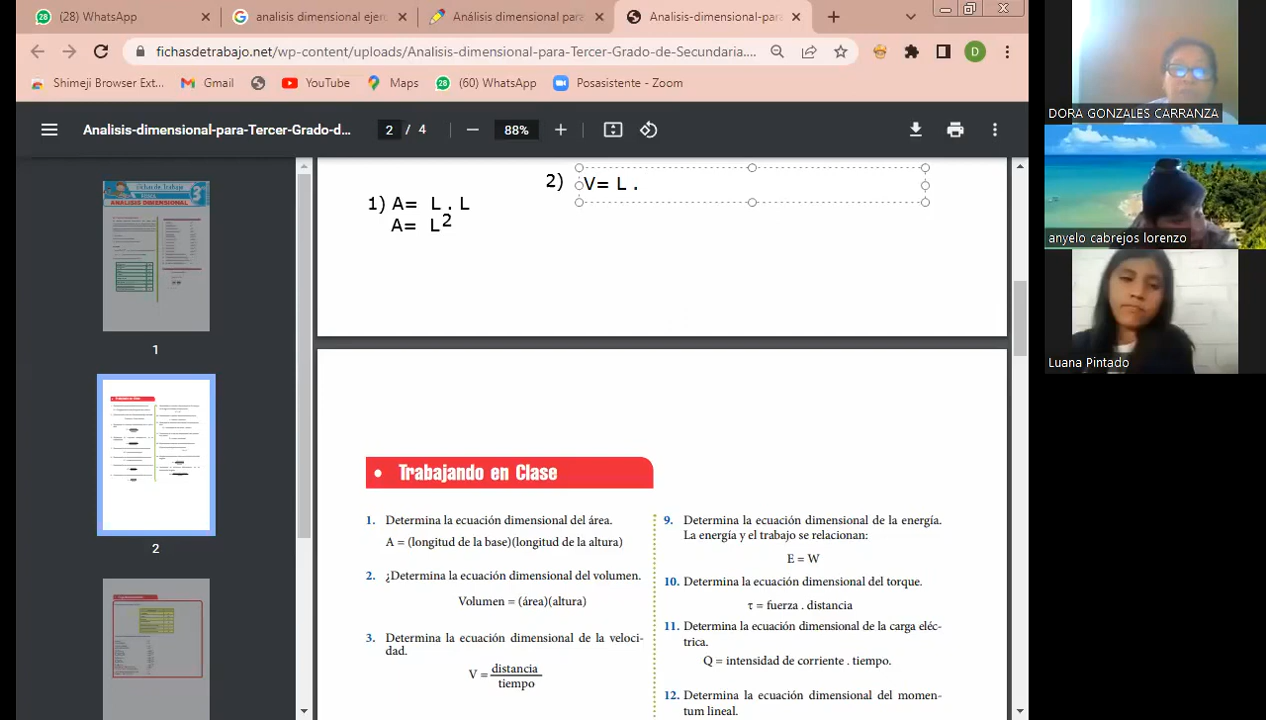 (28) WhatsApp
analisis dimensional ejer
Análisis dimensional para
Analisis-dimensional-par
fichasdetrabajo.net/wp-content/uploads/Analisis-dimensional-para-Tercer-Grado-de-Secundaria....
Shimeji Browser Ext...
Gmail
YouTube
Maps
(60) WhatsApp
Posasistente - Zoom
Analisis-dimensional-para-Tercer-Grado-d...
2 / 4
88%
1
2
ANÁLISIS DIMENSIONAL
3
1) A= L . L
A= L²
2) V= L .
Trabajando en Clase
1. Determina la ecuación dimensional del área.
A = (longitud de la base)(longitud de la altura)
2. ¿Determina la ecuación dimensional del volumen.
Volumen = (área)(altura)
3. Determina la ecuación dimensional de la veloci-
dad.
V = distancia
tiempo
9. Determina la ecuación dimensional de la energía.
La energía y el trabajo se relacionan:
E = W
10. Determina la ecuación dimensional del torque.
τ = fuerza . distancia
11. Determina la ecuación dimensional de la carga eléc-
trica.
Q = intensidad de corriente . tiempo.
12. Determina la ecuación dimensional del momen-
tum lineal.
DORA GONZALES CARRANZA
anyelo cabrejos lorenzo
Luana Pintado